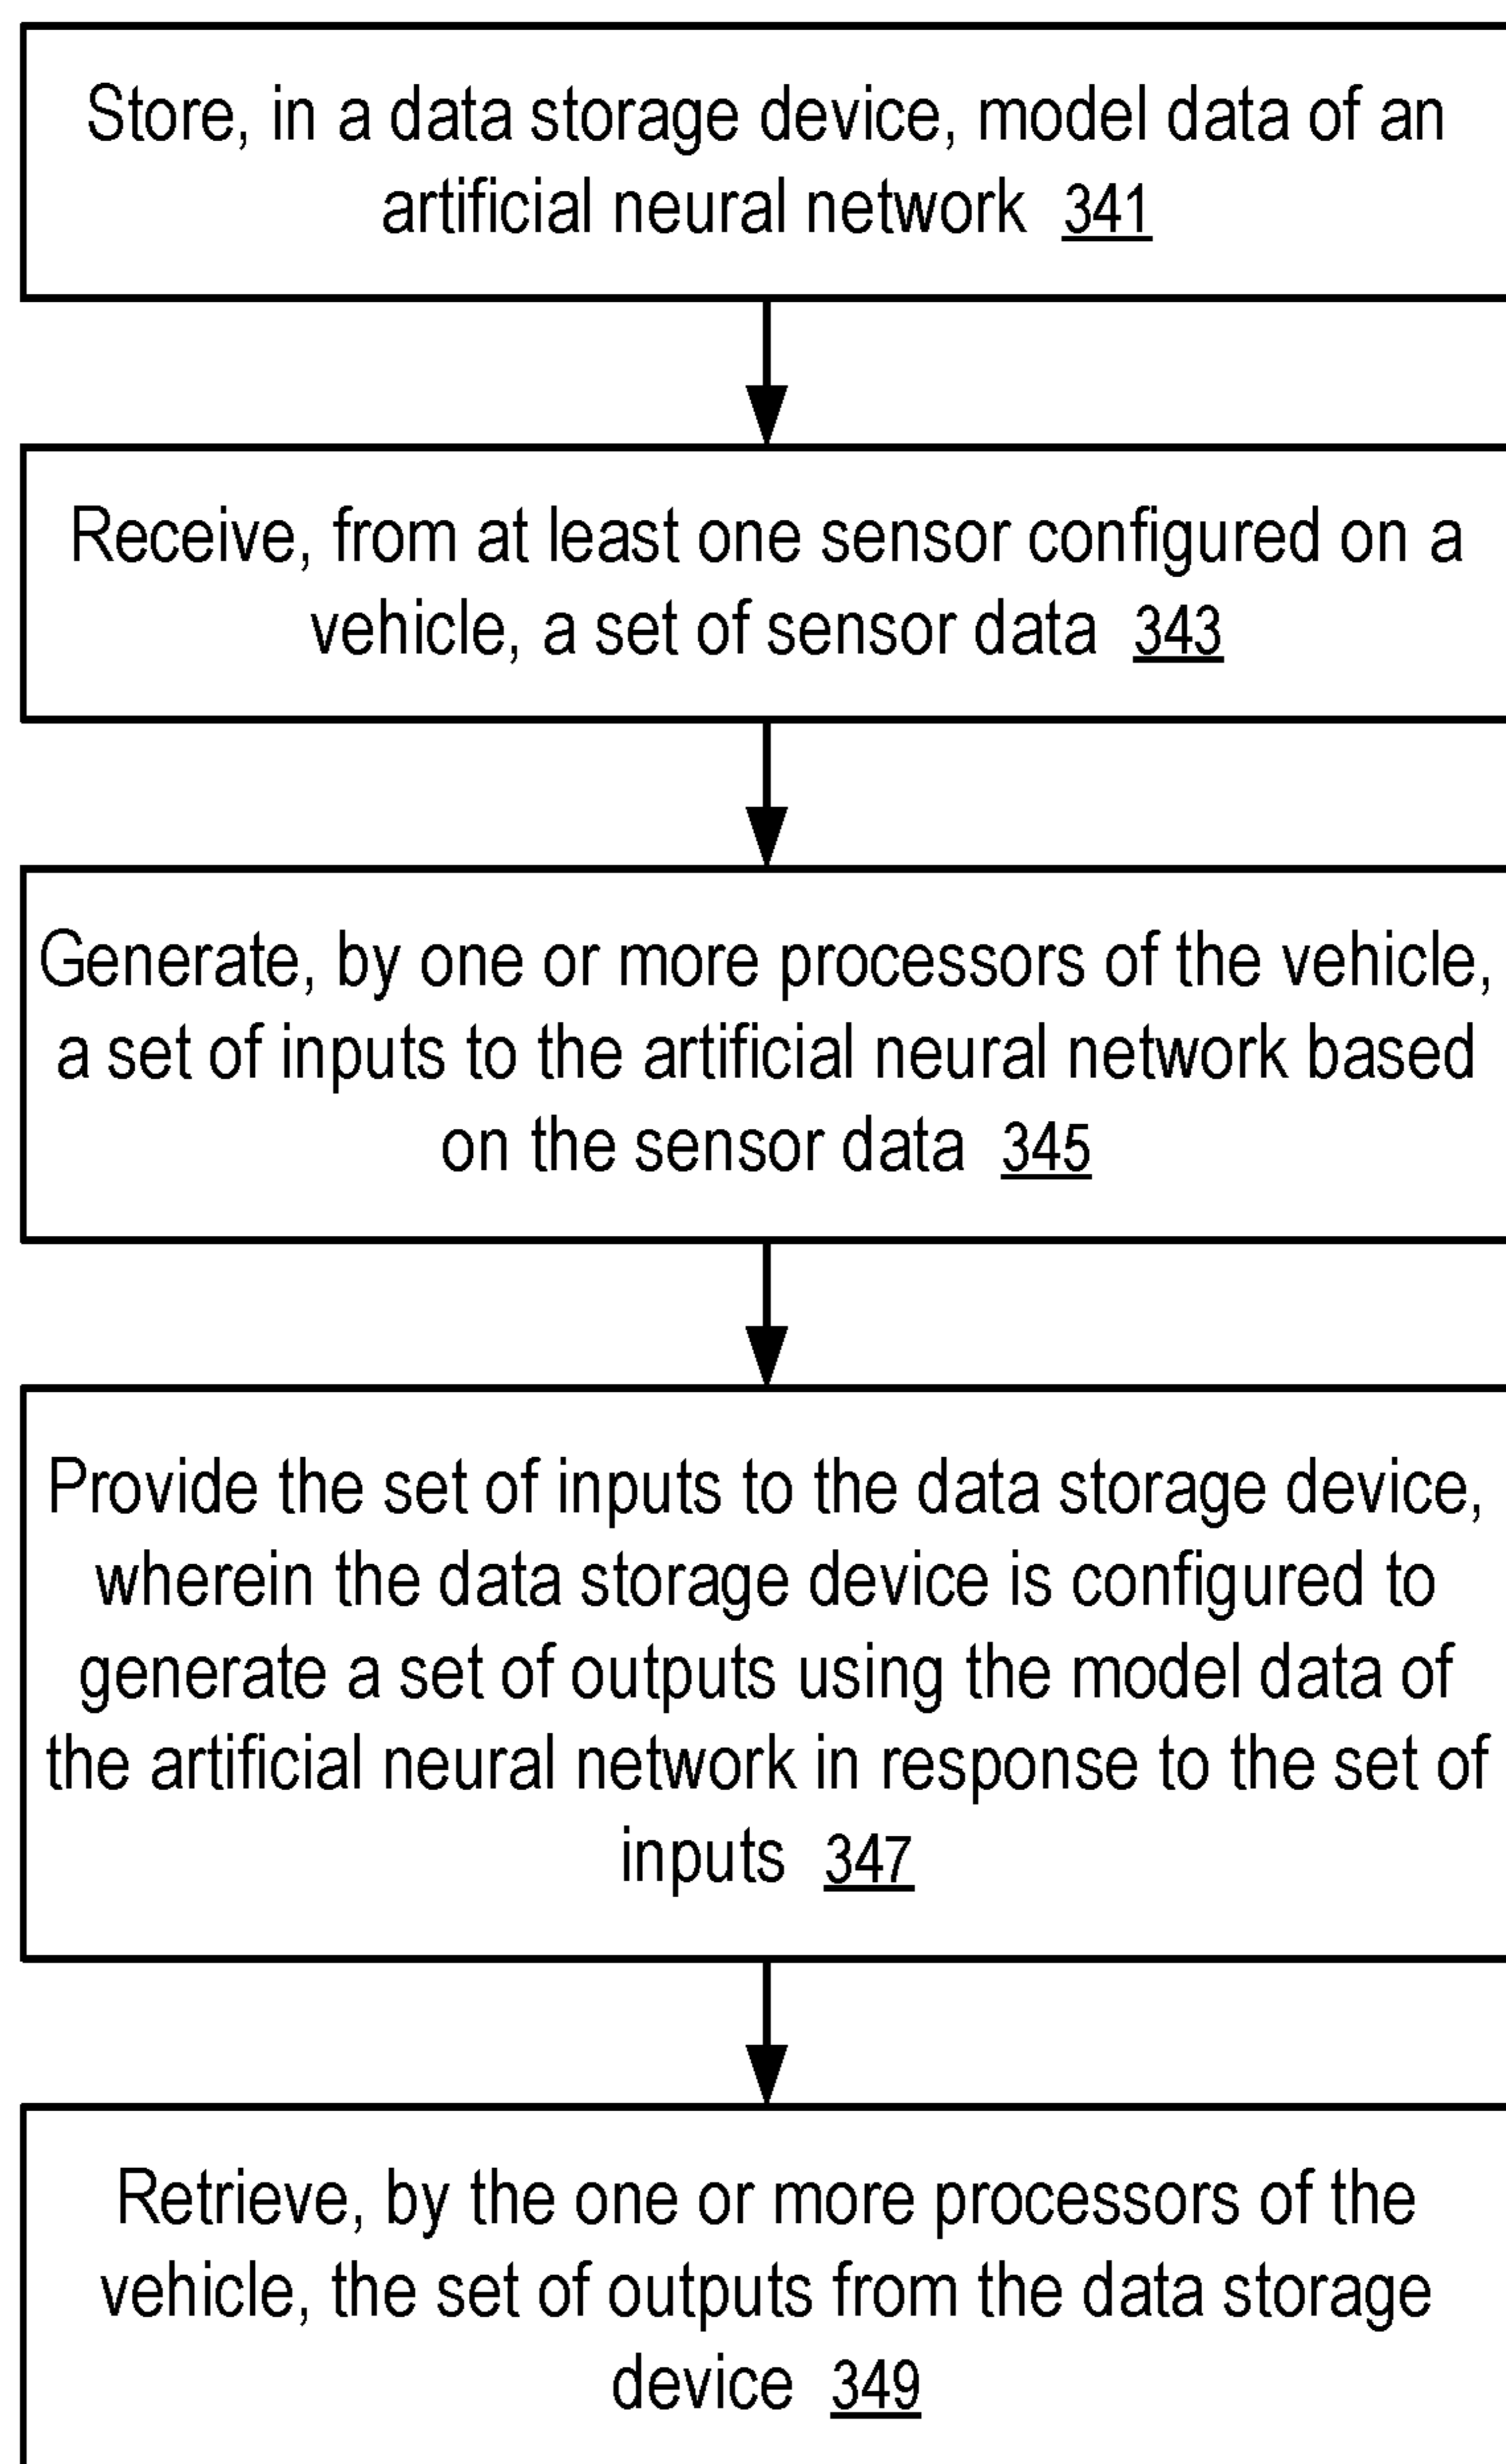 Store, in a data storage device, model data of an
artificial neural network 341
Receive, from at least one sensor configured on a
vehicle, a set of sensor data 343
Generate, by one or more processors of the vehicle,
a set of inputs to the artificial neural network based
on the sensor data 345
Provide the set of inputs to the data storage device,
wherein the data storage device is configured to
generate a set of outputs using the model data of
the artificial neural network in response to the set of
inputs 347
Retrieve, by the one or more processors of the
vehicle, the set of outputs from the data storage
device 349